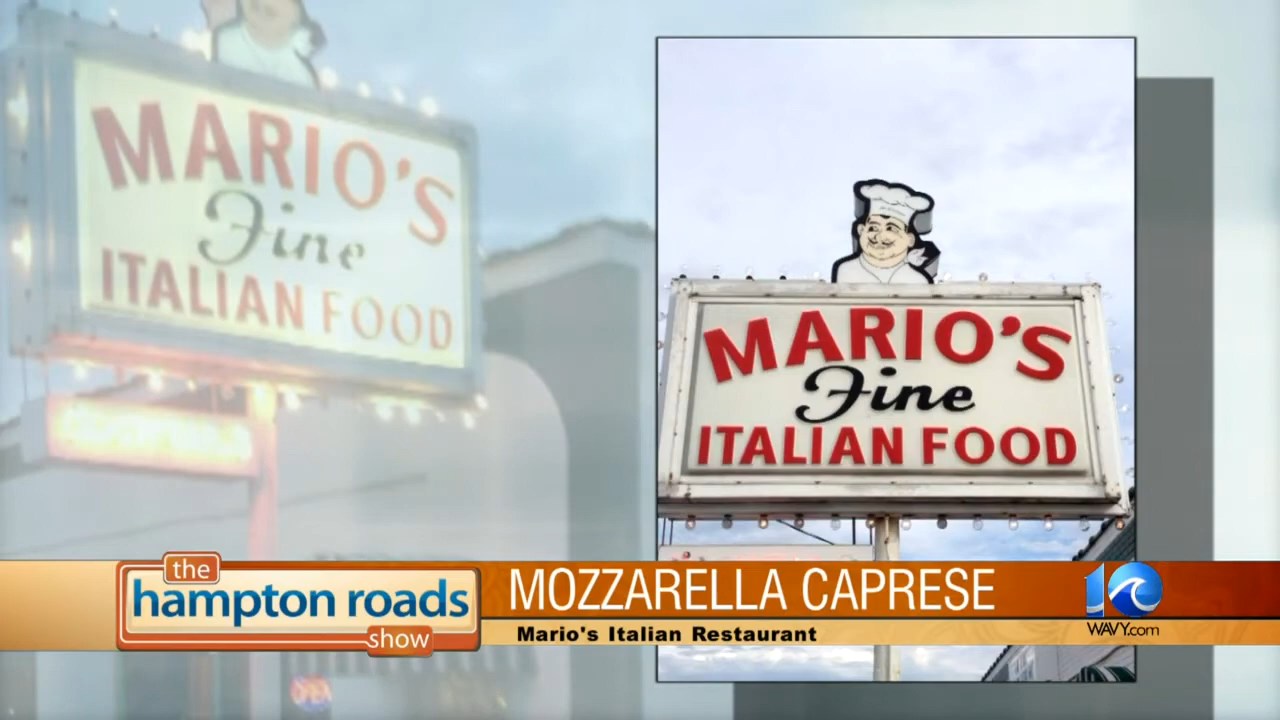 MARIO'S
Fine
ITALIAN FOOD
MARIO'S
Fine
ITALIAN FOOD
the
hampton roads
show
MOZZARELLA CAPRESE
Mario's Italian Restaurant
10
WAVY.com